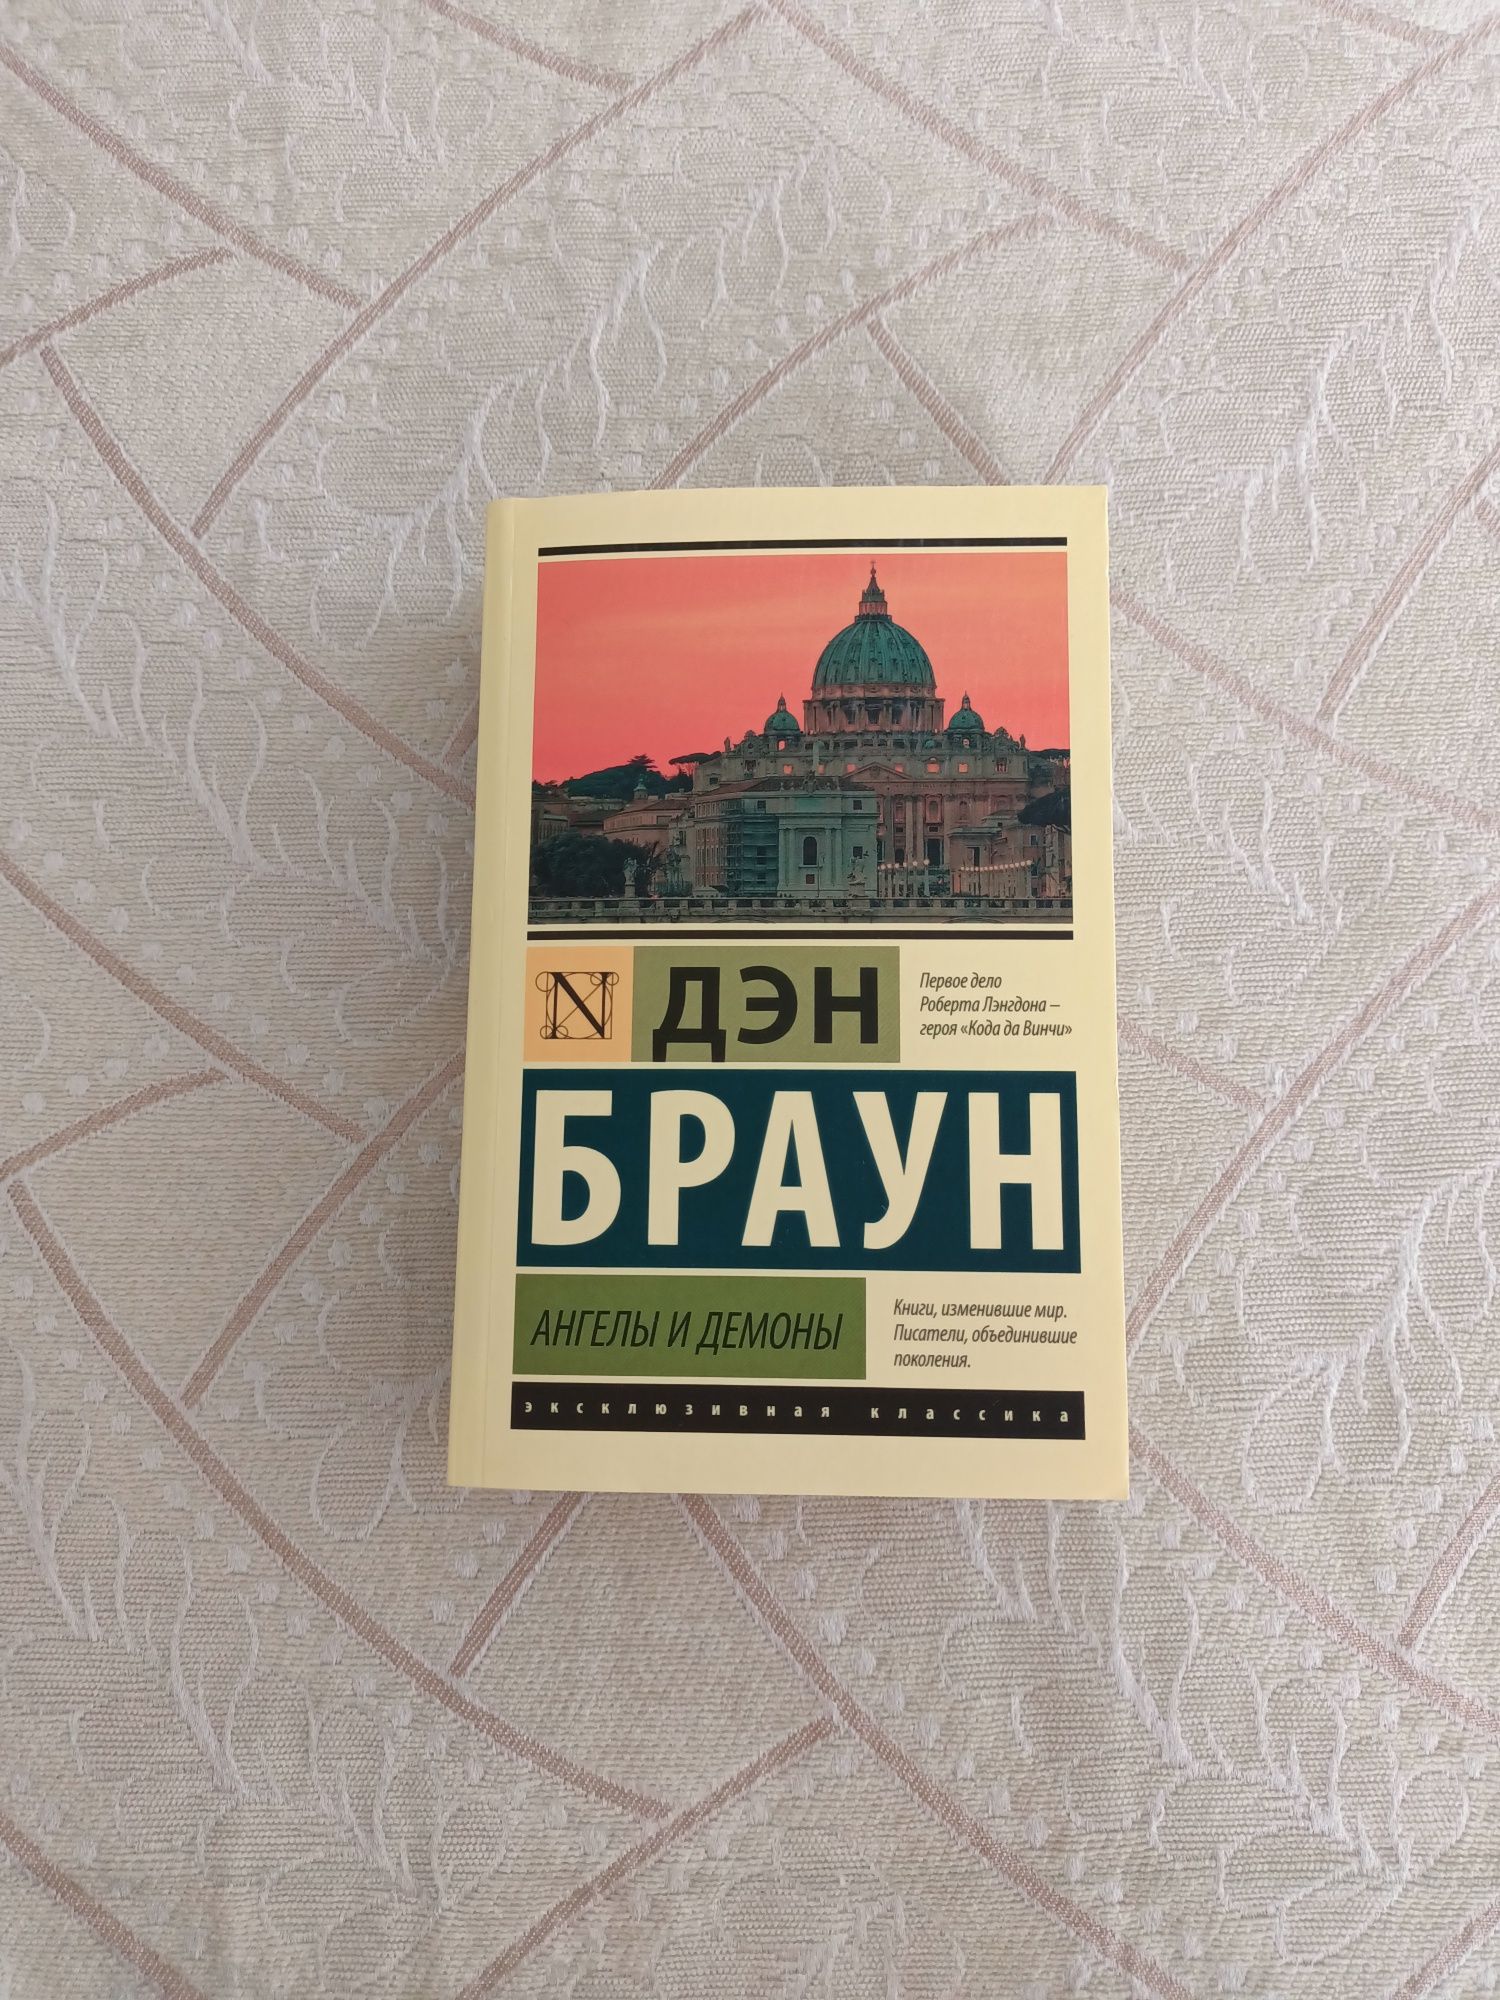 N
ДЭН
Первое дело
Роберта Лэнгдона –
героя «Кода да Винчи»
БРАУН
АНГЕЛЫ И ДЕМОНЫ
Книги, изменившие мир.
Писатели, объединившие
поколения.
эксклюзивная классика